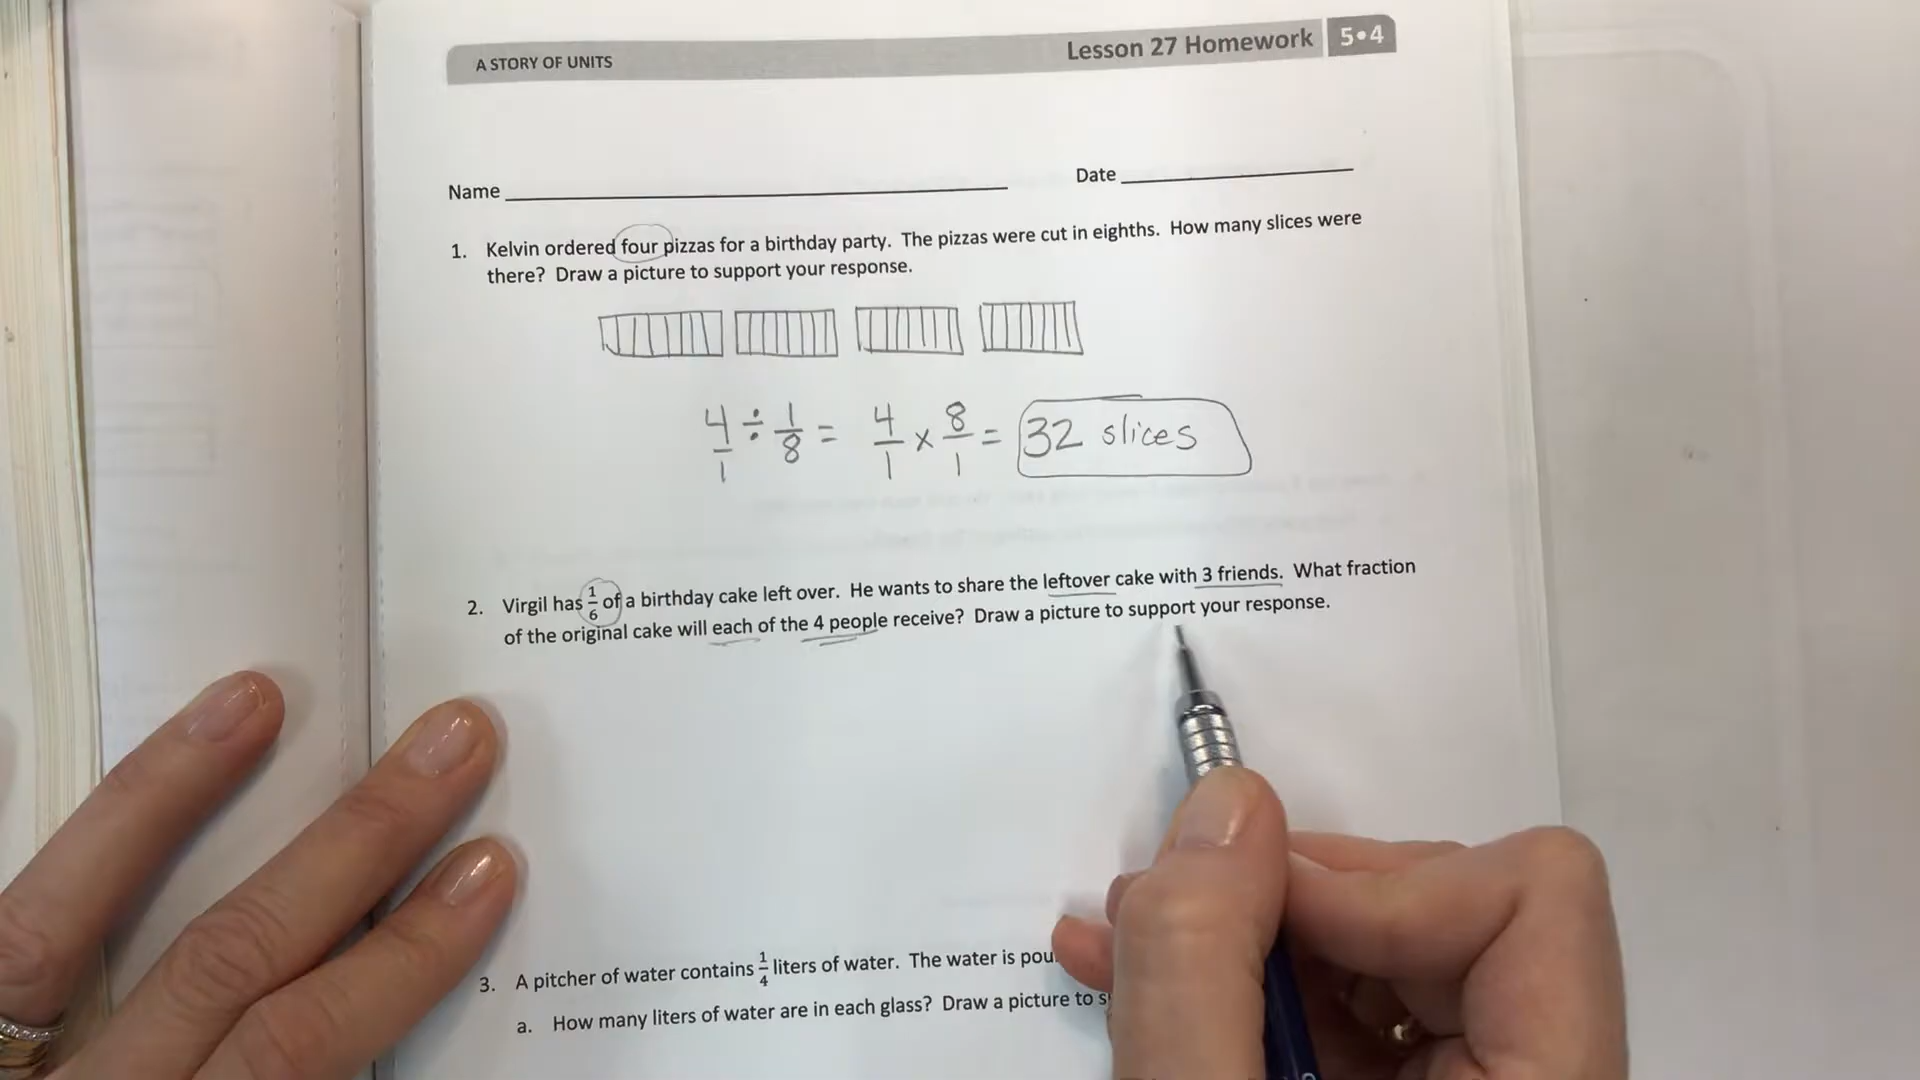 A STORY OF UNITS
Lesson 27 Homework 5•4
Name
Date
1. Kelvin ordered four pizzas for a birthday party. The pizzas were cut in eighths. How many slices were
there? Draw a picture to support your response.
4/1 ÷ 1/8 = 4/1 x 8/1 = 32 slices
2. Virgil has 1/6 of a birthday cake left over. He wants to share the leftover cake with 3 friends. What fraction
of the original cake will each of the 4 people receive? Draw a picture to support your response.
3. A pitcher of water contains 1/4 liters of water. The water is
a. How many liters of water are in each glass? Draw a picture to